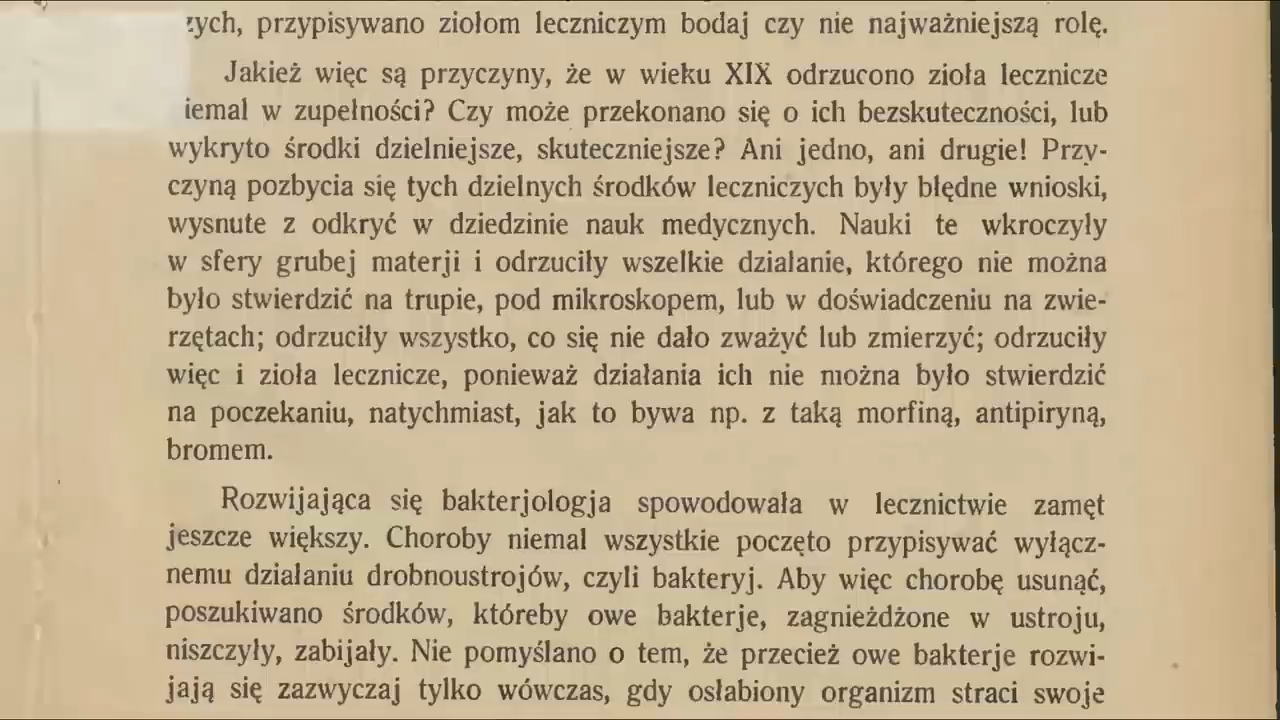 zych, przypisywano ziołom leczniczym bodaj czy nie najważniejszą rolę.
Jakież więc są przyczyny, że w wieku XIX odrzucono zioła lecznicze
iemal w zupełności? Czy może przekonano się o ich bezskuteczności, lub
wykryto środki dzielniejsze, skuteczniejsze? Ani jedno, ani drugie! Przy-
czyną pozbycia się tych dzielnych środków leczniczych były błędne wnioski,
wysnute z odkryć w dziedzinie nauk medycznych. Nauki te wkroczyły
w sfery grubej materji i odrzuciły wszelkie działanie, którego nie można
było stwierdzić na trupie, pod mikroskopem, lub w doświadczeniu na zwie-
rzętach; odrzuciły wszystko, co się nie dało zważyć lub zmierzyć; odrzuciły
więc i zioła lecznicze, ponieważ działania ich nie można było stwierdzić
na poczekaniu, natychmiast, jak to bywa np. z taką morfiną, antipiryną,
bromem.
Rozwijająca się bakterjologja spowodowała w lecznictwie zamęt
jeszcze większy. Choroby niemal wszystkie poczęto przypisywać wyłącz-
nemu działaniu drobnoustrojów, czyli bakteryj. Aby więc chorobę usunąć,
poszukiwano środków, któreby owe bakterje, zagnieżdżone w ustroju,
niszczyły, zabijały. Nie pomyślano o tem, że przecież owe bakterje rozwi-
jają się zazwyczaj tylko wówczas, gdy osłabiony organizm straci swoje